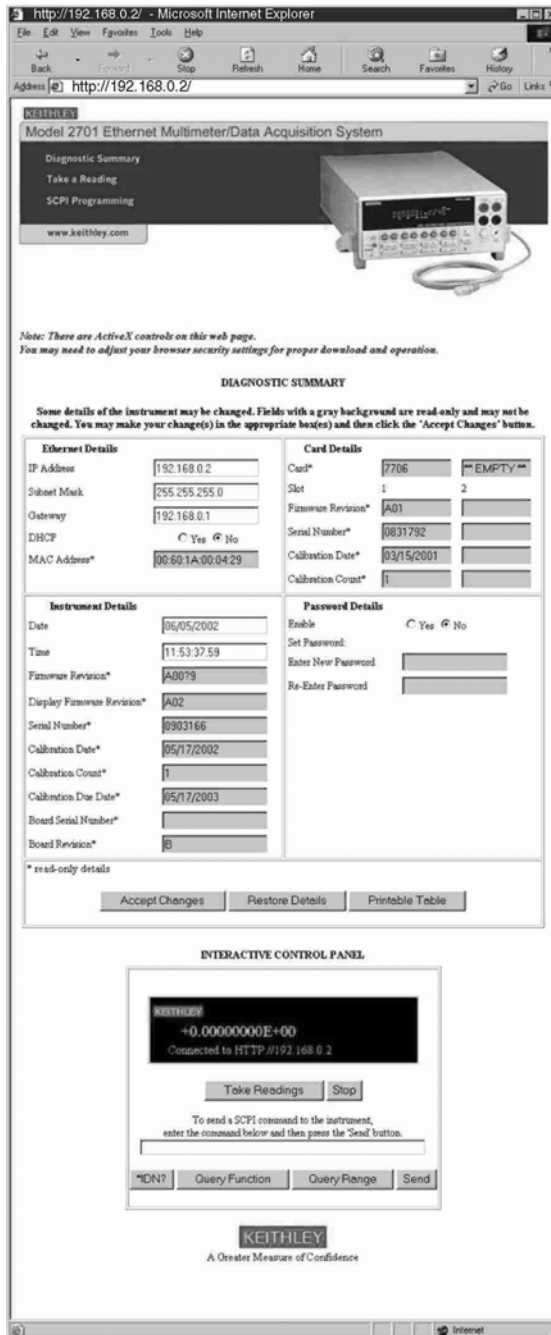 http://192.168.0.2/ - Microsoft Internet Explorer
File Edit View Favorites Tools Help
Back Forward Stop Refresh Home Search Favorites History
Address http://192.168.0.2/ Go Links
KEITHLEY
Model 2701 Ethernet Multimeter/Data Acquisition System
Diagnostic Summary
Take a Reading
SCPI Programming
www.keithley.com
Note: There are ActiveX controls on this web page.
You may need to adjust your browser security settings for proper download and operation.
DIAGNOSTIC SUMMARY
Some details of the instrument may be changed. Fields with a gray background are read-only and may not be
changed. You may make your change(s) in the appropriate box(es) and then click the 'Accept Changes' button.
Ethernet Details
IP Address 192.168.0.2
Subnet Mask 255.255.255.0
Gateway 192.168.0.1
DHCP Yes No
MAC Address* 00:60:1A:00:04:29
Card Details
Card* 7706 ** EMPTY **
Slot 1 2
Firmware Revision* A01
Serial Number* 0831792
Calibration Date* 03/15/2001
Calibration Count* 1
Instrument Details
Date 06/05/2002
Time 11:53:37.59
Firmware Revision* A00?9
Display Firmware Revision* A02
Serial Number* 0903166
Calibration Date* 05/17/2002
Calibration Count* 1
Calibration Due Date* 05/17/2003
Board Serial Number*
Board Revision* B
Password Details
Enable Yes No
Set Password:
Enter New Password
Re-Enter Password
* read-only details
Accept Changes Restore Details Printable Table
INTERACTIVE CONTROL PANEL
KEITHLEY
+0.00000000E+00
Connected to HTTP://192.168.0.2
Take Readings Stop
To send a SCPI command to the instrument,
enter the command below and then press the 'Send' button.
*IDN? Query Function Query Range Send
KEITHLEY
A Greater Measure of Confidence
Internet